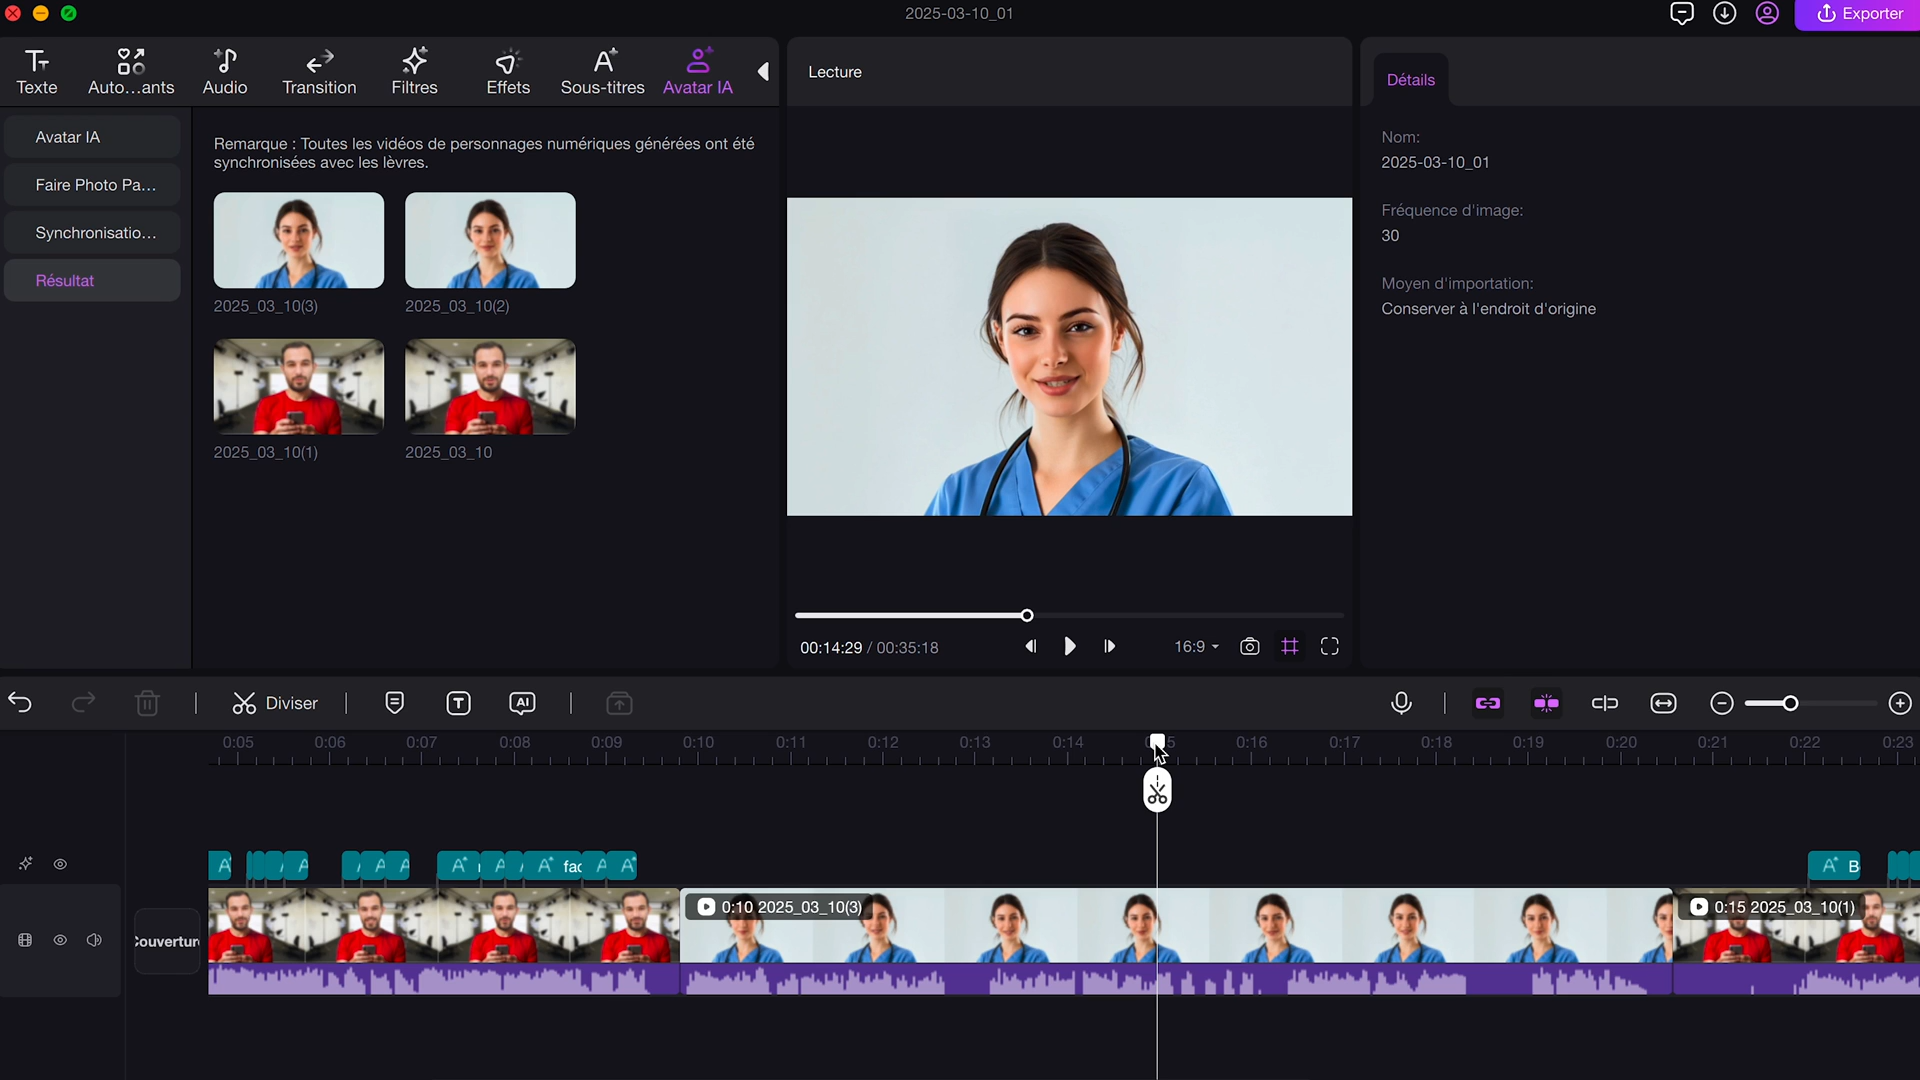 2025-03-10_01
Exporter
Texte
Auto...ants
Audio
Transition
Filtres
Effets
Sous-titres
Avatar IA
Lecture
Détails
Avatar IA
Faire Photo Pa...
Synchronisatio...
Résultat
Remarque : Toutes les vidéos de personnages numériques générées ont été
synchronisées avec les lèvres.
2025_03_10(3)
2025_03_10(2)
2025_03_10(1)
2025_03_10
Nom:
2025-03-10_01
Fréquence d'image:
30
Moyen d'importation:
Conserver à l'endroit d'origine
00:14:29 / 00:35:18
16:9
Diviser
AI
0:05 0:06 0:07 0:08 0:09 0:10 0:11 0:12 0:13 0:14 0:16 0:17 0:18 0:19 0:20 0:21 0:22 0:23
fac
B
Couverture
0:10 2025_03_10(3)
0:15 2025_03_10(1)